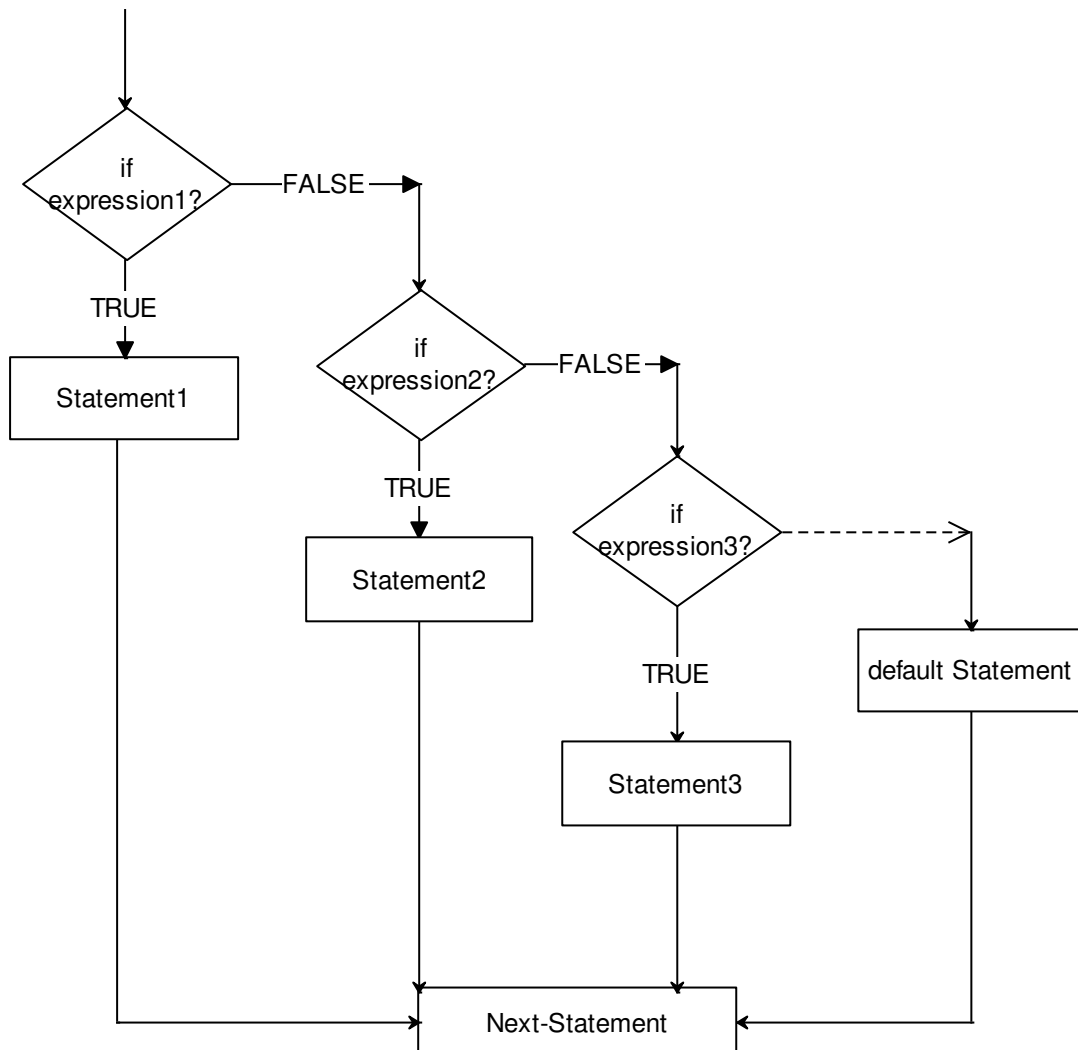 if
expression1?
FALSE
TRUE
Statement1
if
expression2?
FALSE
TRUE
Statement2
if
expression3?
TRUE
Statement3
default Statement
Next-Statement